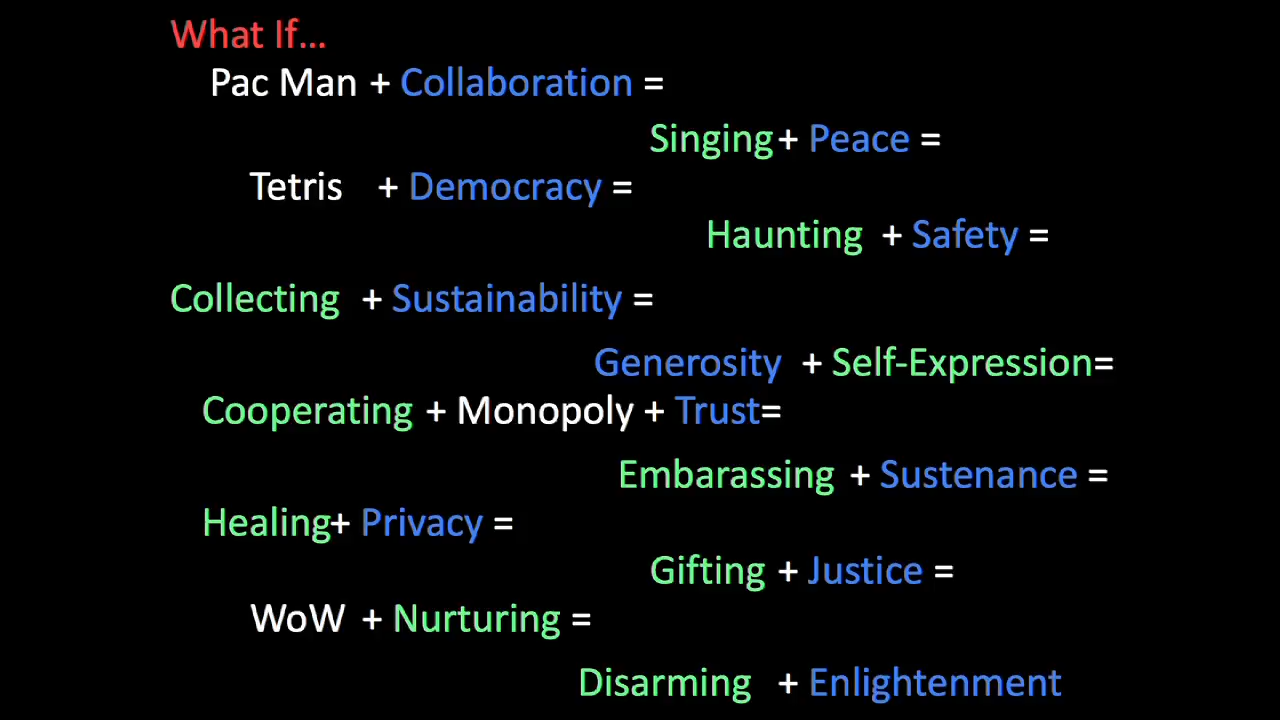 What If...
Pac Man + Collaboration =
Singing + Peace =
Tetris + Democracy =
Haunting + Safety =
Collecting + Sustainability =
Generosity + Self-Expression=
Cooperating + Monopoly + Trust=
Embarassing + Sustenance =
Healing+ Privacy =
Gifting + Justice =
WoW + Nurturing =
Disarming + Enlightenment